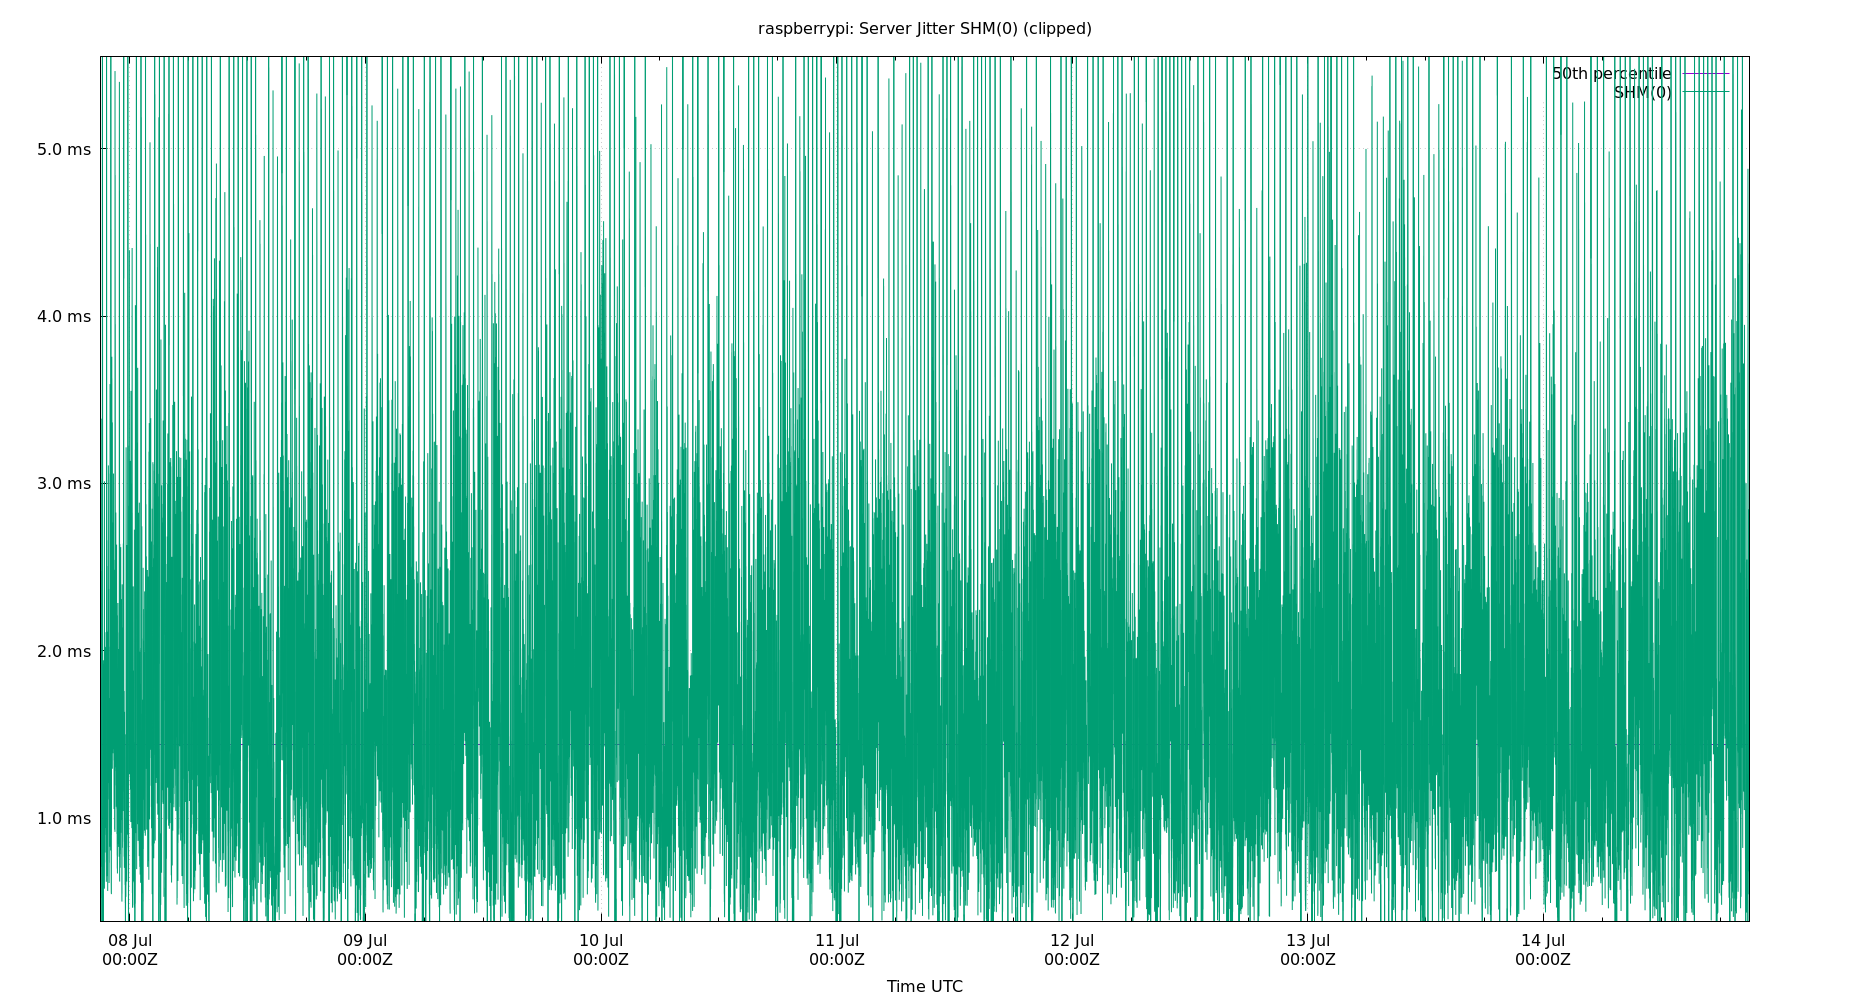 raspberrypi: Server Jitter SHM(0) (clipped)
50th percentile
SHM(0)
5.0 ms
4.0 ms
3.0 ms
2.0 ms
1.0 ms
08 Jul 09 Jul 10 Jul 11 Jul 12 Jul 13 Jul 14 Jul
00:00Z 00:00Z 00:00Z 00:00Z 00:00Z 00:00Z 00:00Z
Time UTC